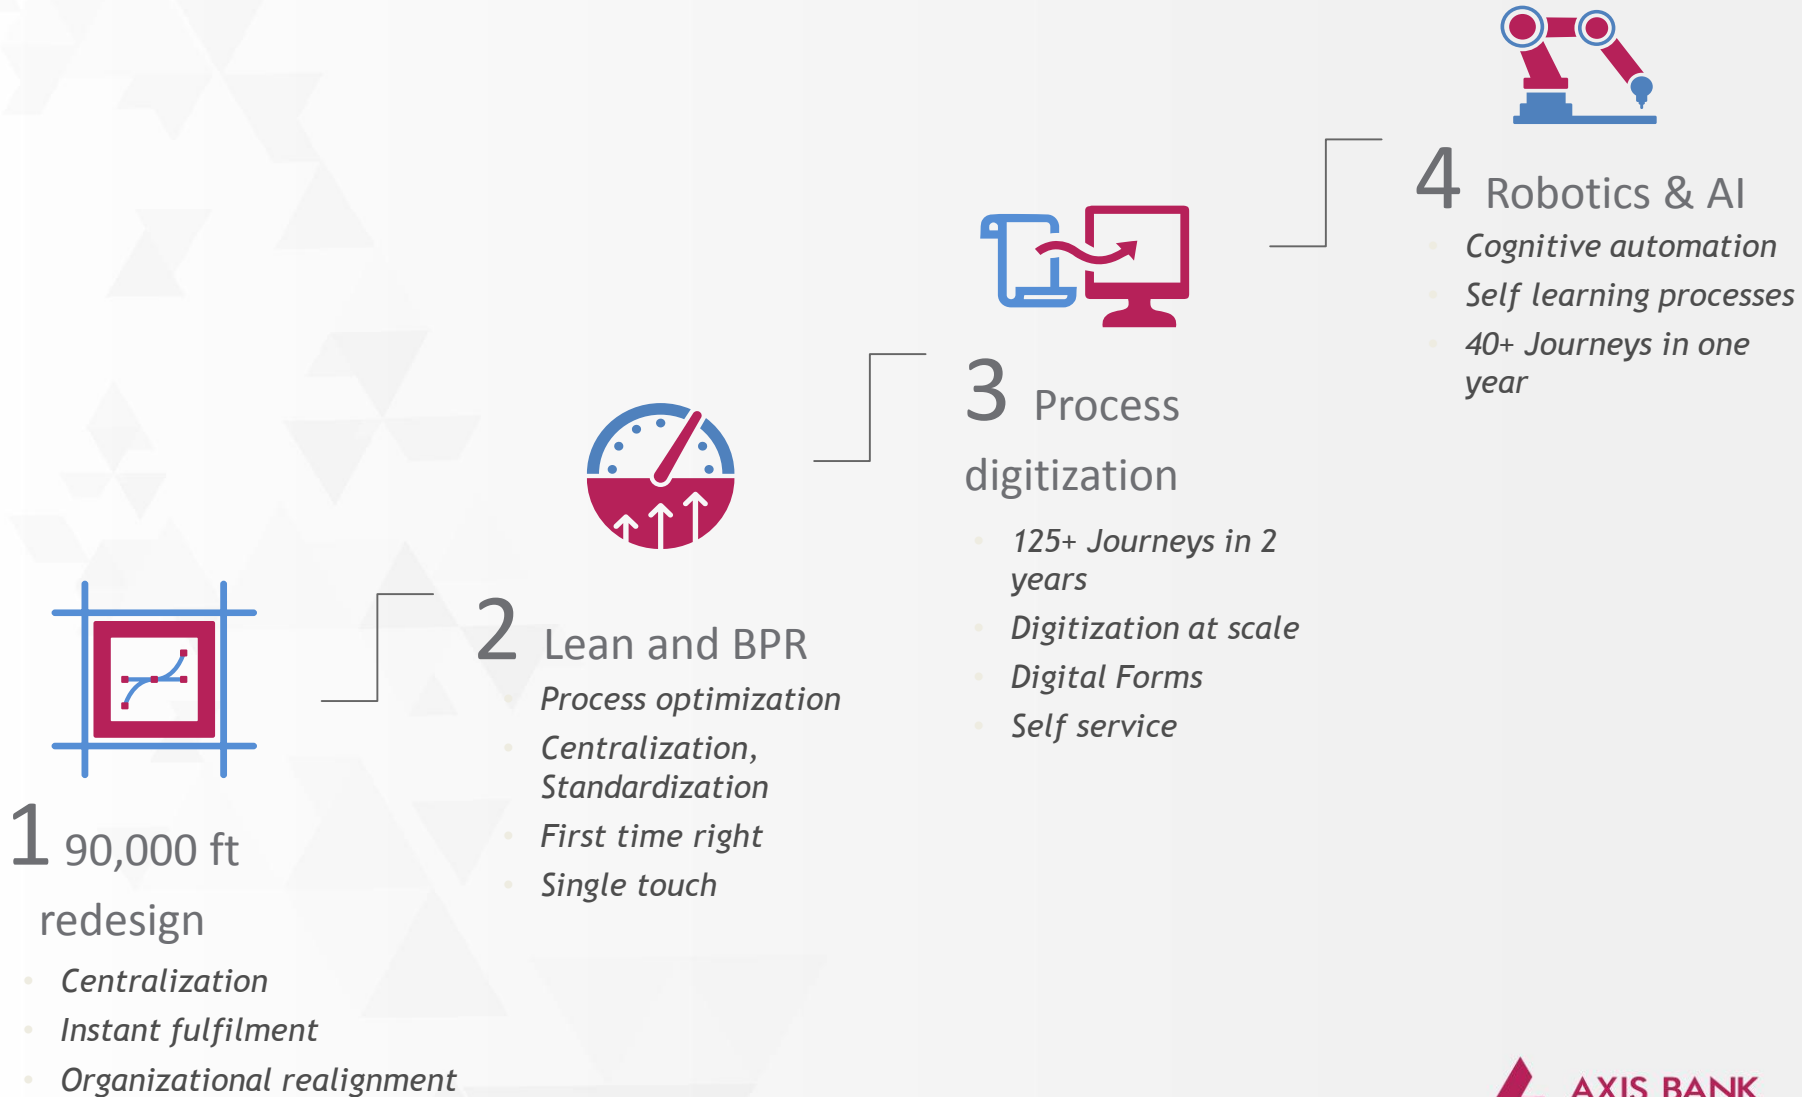 1 90,000 ft
redesign
Centralization
Instant fulfilment
Organizational realignment
2 Lean and BPR
Process optimization
Centralization,
Standardization
First time right
Single touch
3 Process
digitization
125+ Journeys in 2
years
Digitization at scale
Digital Forms
Self service
4 Robotics & AI
Cognitive automation
Self learning processes
40+ Journeys in one
year
AXIS BANK